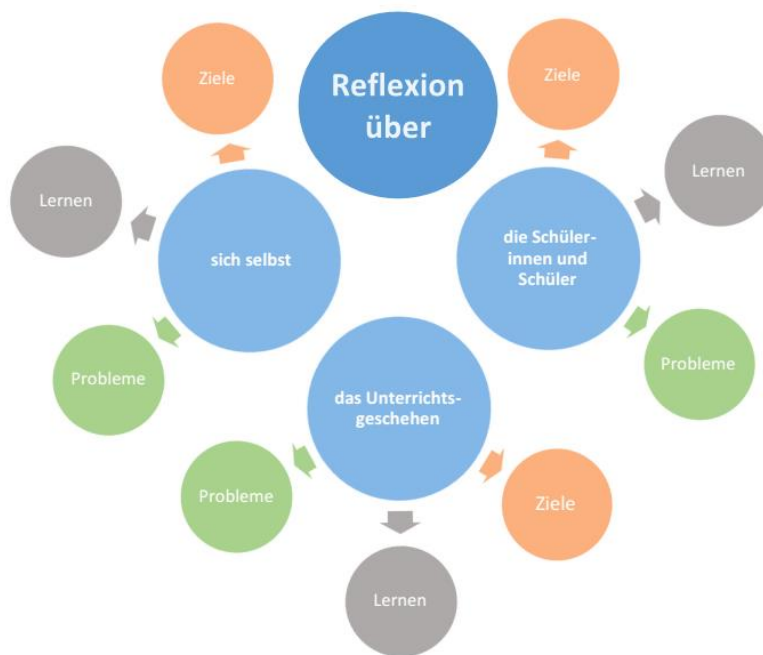 Reflexion
über
Ziele
Ziele
Lernen
Lernen
sich selbst
die Schüler-
innen und
Schüler
Probleme
Probleme
das Unterrichts-
geschehen
Probleme
Ziele
Lernen